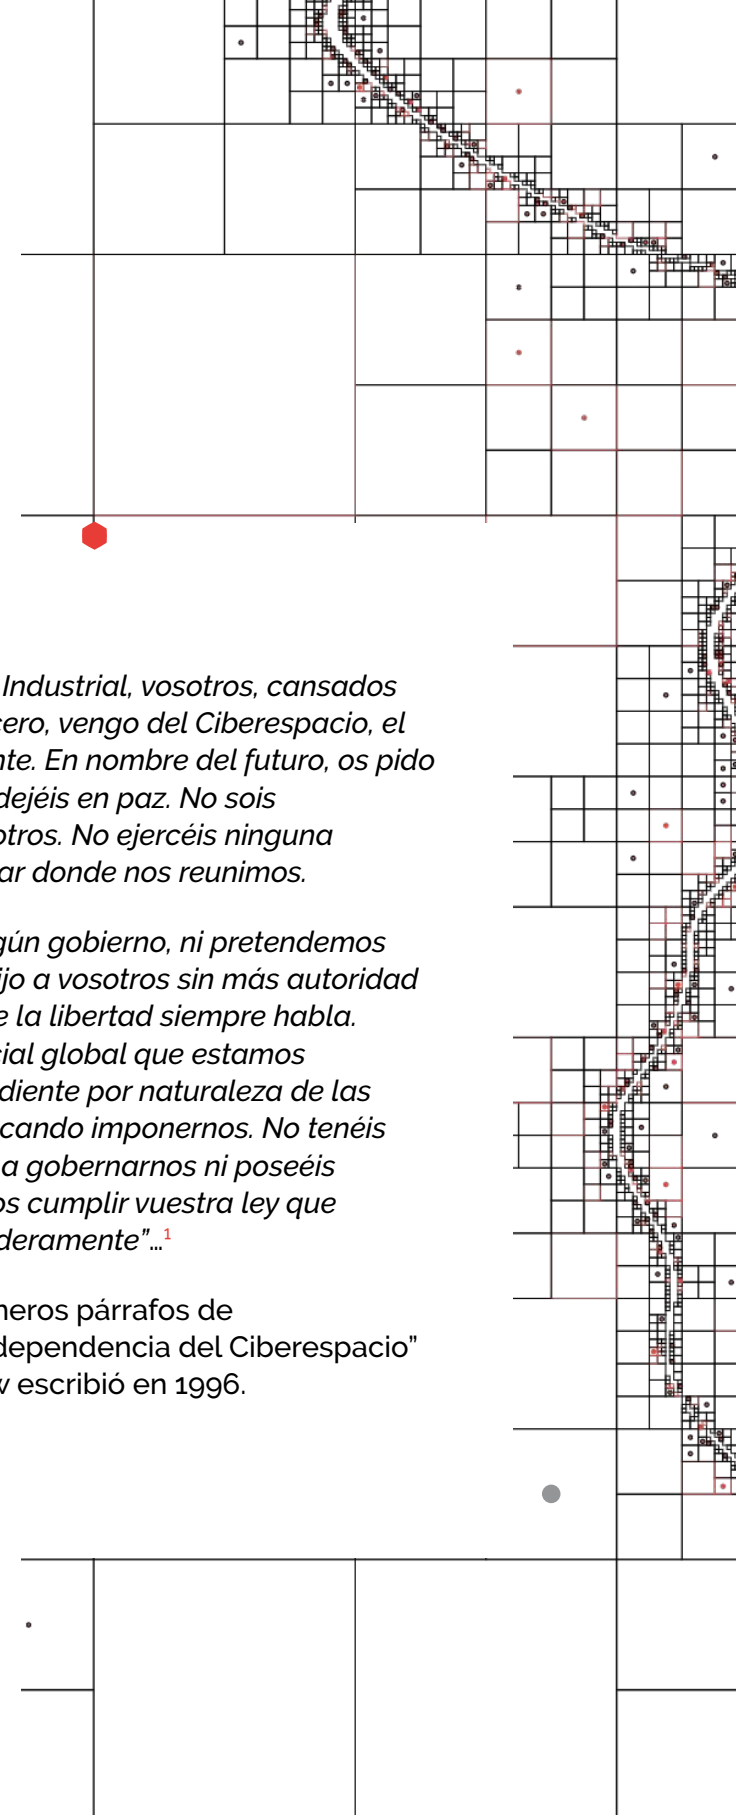 Industrial, vosotros, cansados
cero, vengo del Ciberespacio, el
nte. En nombre del futuro, os pido
dejéis en paz. No sois
otros. No ejercéis ninguna
ar donde nos reunimos.
gún gobierno, ni pretendemos
ijo a vosotros sin más autoridad
e la libertad siempre habla.
cial global que estamos
diente por naturaleza de las
cando imponernos. No tenéis
a gobernarnos ni poseéis
os cumplir vuestra ley que
deramente”…1
neros párrafos de
dependencia del Ciberespacio”
w escribió en 1996.